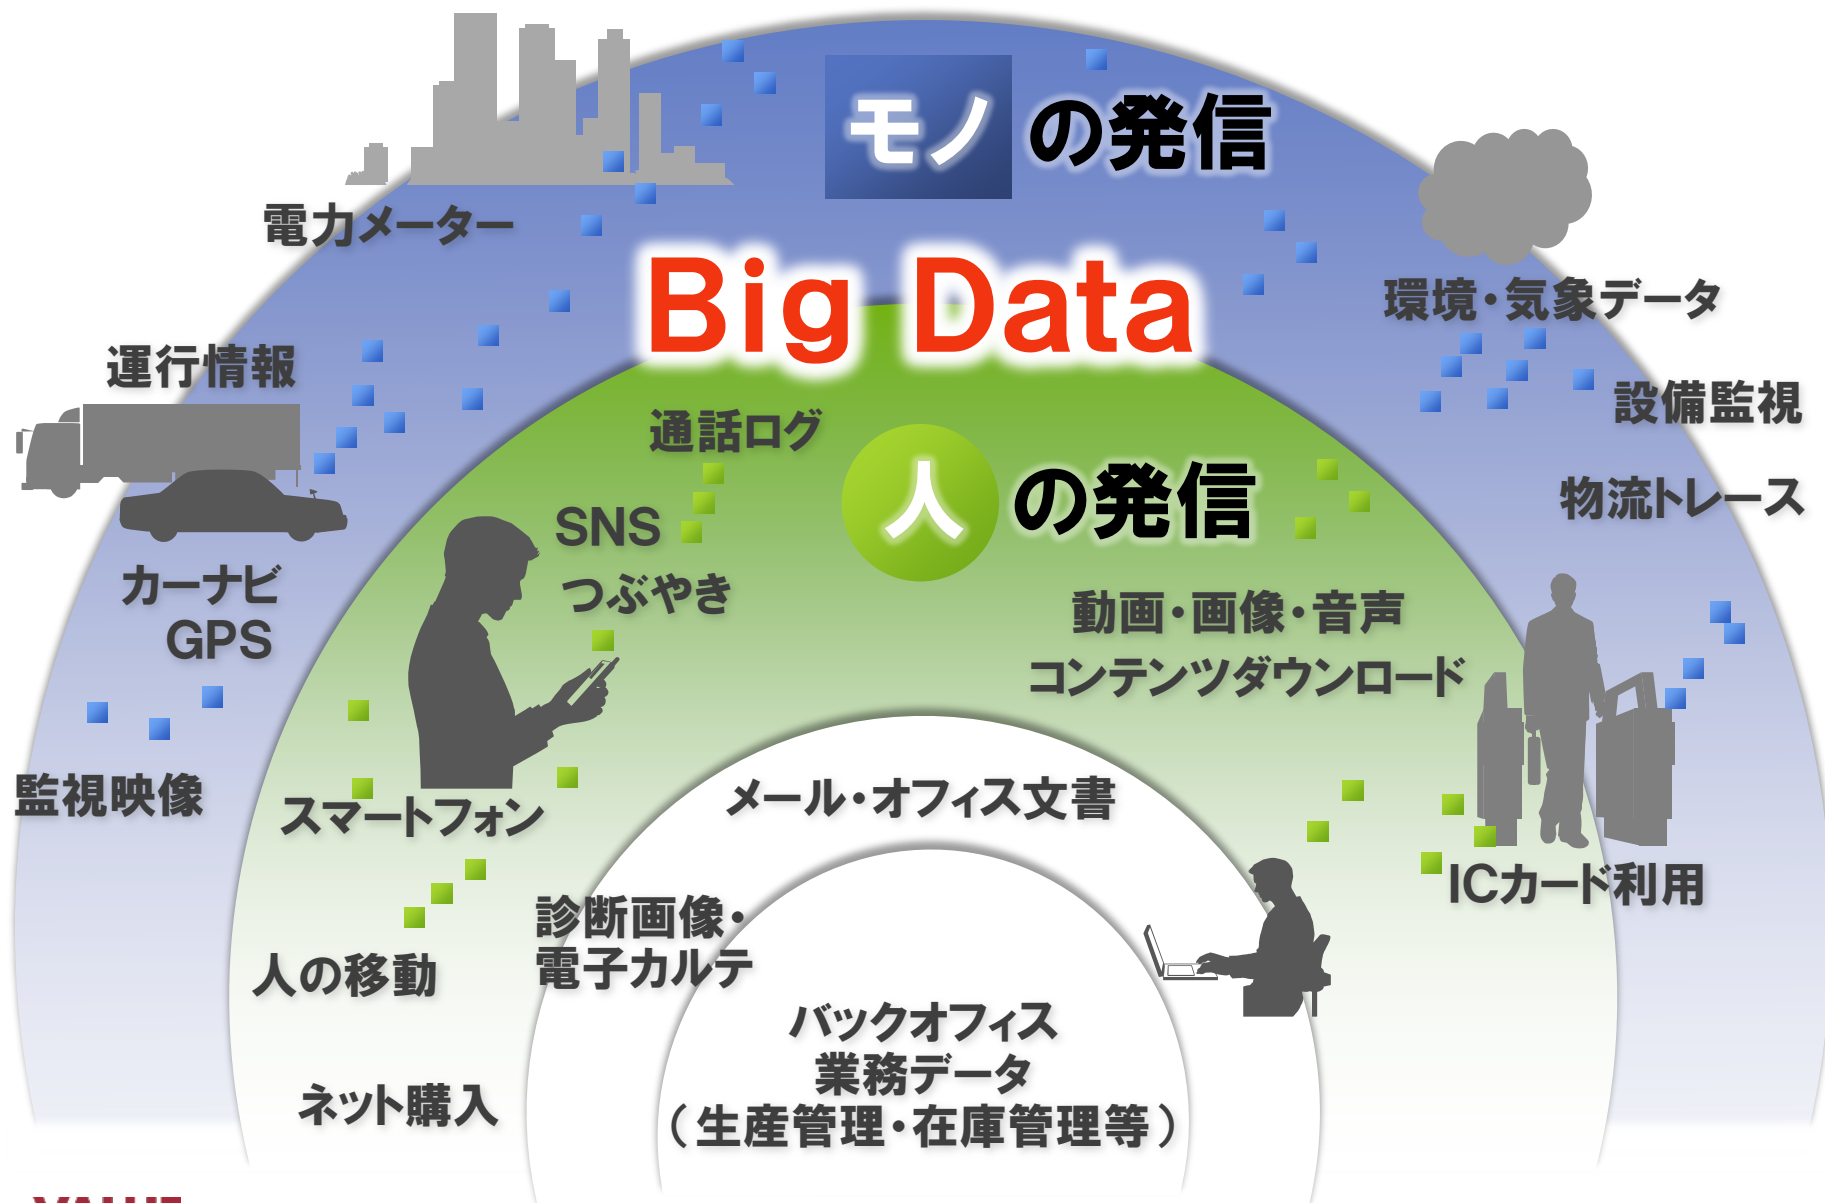 モノの発信
電力メーター
Big Data
環境・気象データ
運行情報
設備監視
通話ログ
人の発信
物流トレース
SNS
つぶやき
カーナビ
GPS
動画・画像・音声
コンテンツダウンロード
監視映像
スマートフォン
メール・オフィス文書
ICカード利用
診断画像・
電子カルテ
人の移動
バックオフィス
業務データ
（生産管理・在庫管理等）
ネット購入